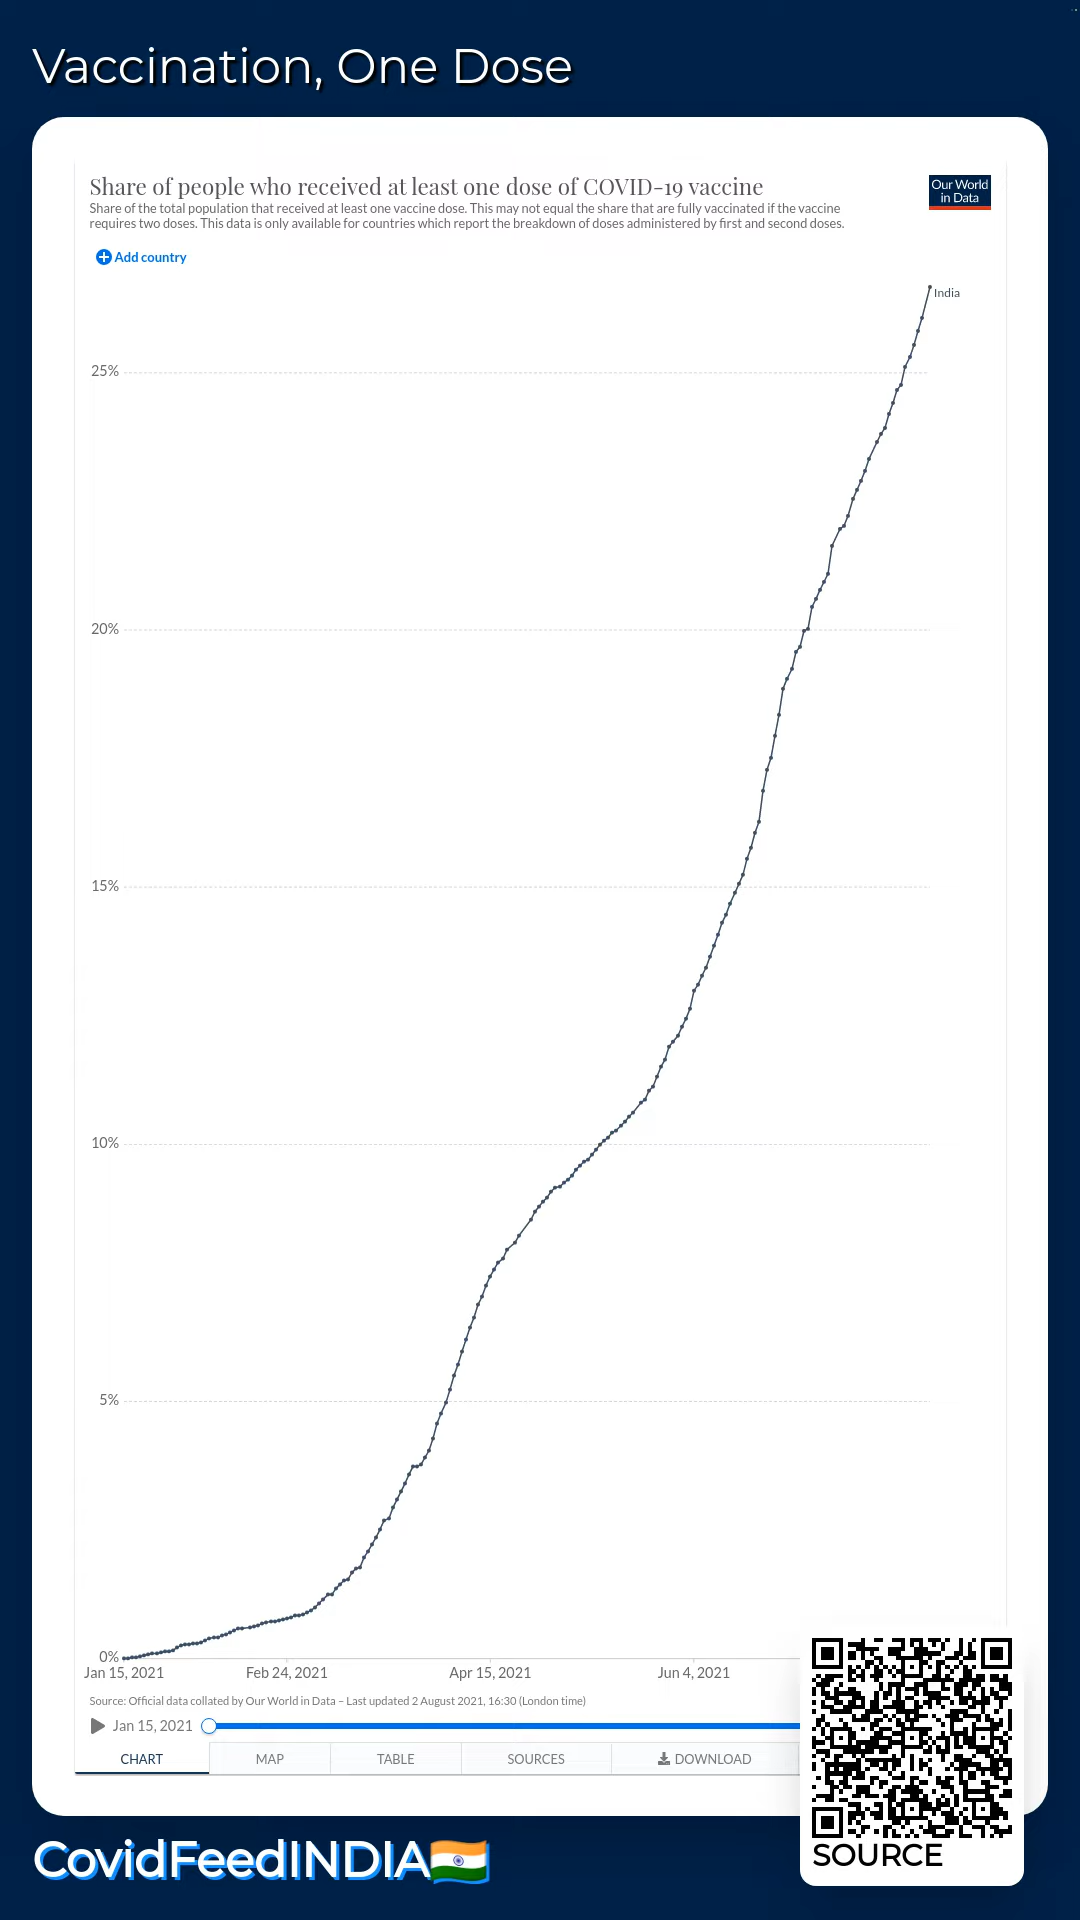 Vaccination, One Dose
Share of people who received at least one dose of COVID-19 vaccine
Our World
in Data
Share of the total population that received at least one vaccine dose. This may not equal the share that are fully vaccinated if the vaccine
requires two doses. This data is only available for countries which report the breakdown of doses administered by first and second doses.
Add country
India
25%
20%
15%
10%
5%
0%
Jan 15, 2021 Feb 24, 2021 Apr 15, 2021 Jun 4, 2021
Source: Official data collated by Our World in Data – Last updated 2 August 2021, 16:30 (London time)
Jan 15, 2021
CHART MAP TABLE SOURCES DOWNLOAD
SOURCE
CovidFeedINDIA